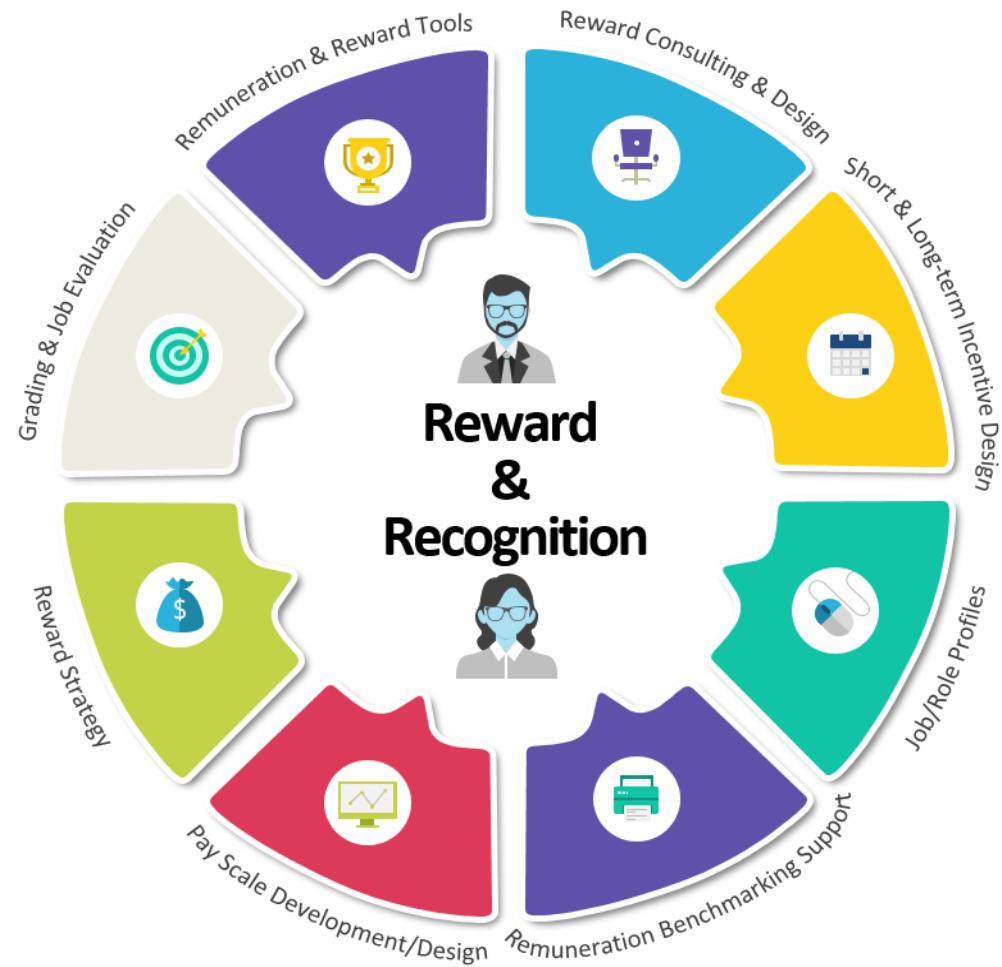 Reward Consulting & Design
Short & Long-term Incentive Design
Job/Role Profiles
Remuneration Benchmarking Support
Pay Scale Development/Design
Reward Strategy
Grading & Job Evaluation
Remuneration & Reward Tools
Reward
&
Recognition
$